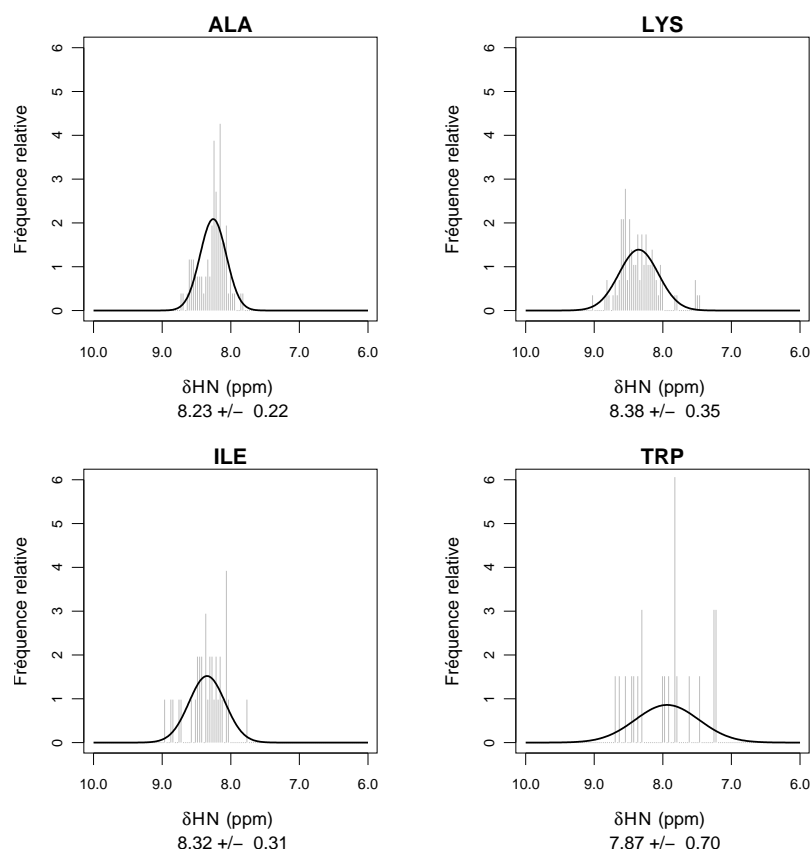 ALA
Fréquence relative
6
5
4
3
2
1
0
10.0 9.0 8.0 7.0 6.0
δHN (ppm)
8.23 +/− 0.22
LYS
Fréquence relative
6
5
4
3
2
1
0
10.0 9.0 8.0 7.0 6.0
δHN (ppm)
8.38 +/− 0.35
ILE
Fréquence relative
6
5
4
3
2
1
0
10.0 9.0 8.0 7.0 6.0
δHN (ppm)
8.32 +/− 0.31
TRP
Fréquence relative
6
5
4
3
2
1
0
10.0 9.0 8.0 7.0 6.0
δHN (ppm)
7.87 +/− 0.70